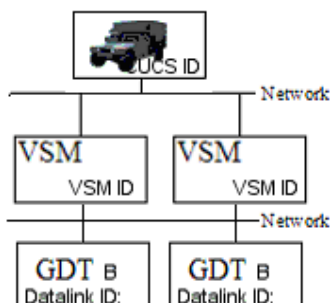 CUCS ID
Network
VSM VSM
VSM ID VSM ID
Network
GDT B GDT B
Datalink ID: Datalink ID: